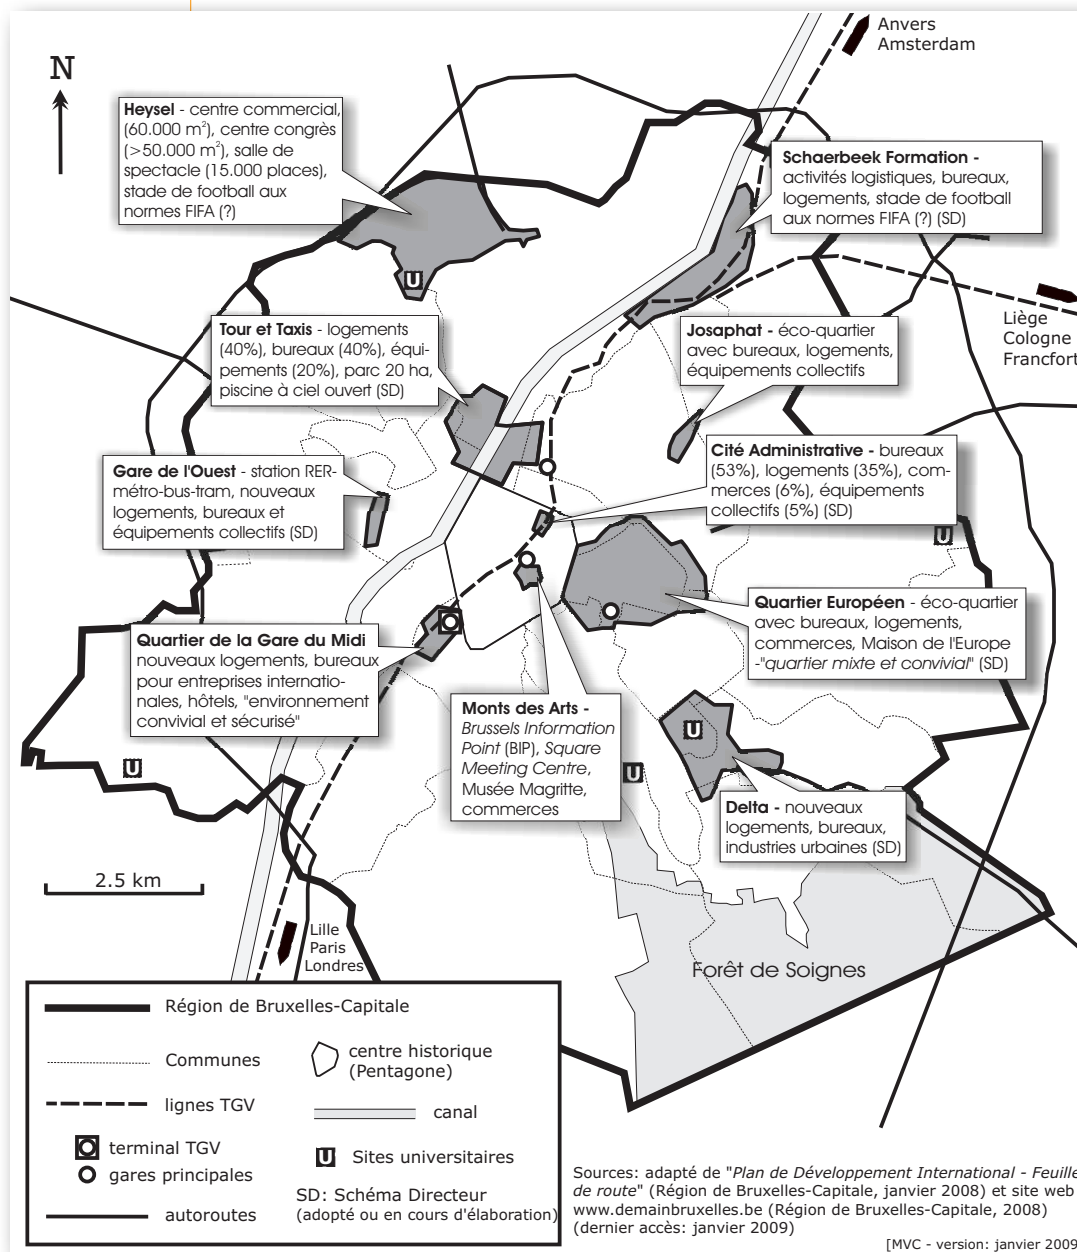 Anvers
Amsterdam
N
Heysel - centre commercial,
(60.000 m²), centre congrès
(>50.000 m²), salle de
spectacle (15.000 places),
stade de football aux
normes FIFA (?)
Schaerbeek Formation -
activités logistiques, bureaux,
logements, stade de football
aux normes FIFA (?) (SD)
U
Liège
Cologne
Francfort
Tour et Taxis - logements
(40%), bureaux (40%), équi-
pements (20%), parc 20 ha,
piscine à ciel ouvert (SD)
Josaphat - éco-quartier
avec bureaux, logements,
équipements collectifs
Cité Administrative - bureaux
(53%), logements (35%), com-
merces (6%), équipements
collectifs (5%) (SD)
Gare de l'Ouest - station RER-
métro-bus-tram, nouveaux
logements, bureaux et
équipements collectifs (SD)
U
Quartier Européen - éco-quartier
avec bureaux, logements,
commerces, Maison de l'Europe
-"quartier mixte et convivial" (SD)
Quartier de la Gare du Midi
nouveaux logements, bureaux
pour entreprises internatio-
nales, hôtels, "environnement
convivial et sécurisé"
Monts des Arts -
Brussels Information
Point (BIP), Square
Meeting Centre,
Musée Magritte,
commerces
U
U
U
Delta - nouveaux
logements, bureaux,
industries urbaines (SD)
2.5 km
Lille
Paris
Londres
Forêt de Soignes
Région de Bruxelles-Capitale
Communes
centre historique
(Pentagone)
lignes TGV
canal
terminal TGV
gares principales
U Sites universitaires
SD: Schéma Directeur
(adopté ou en cours d'élaboration)
autoroutes
Sources: adapté de "Plan de Développement International - Feuille
de route" (Région de Bruxelles-Capitale, janvier 2008) et site web
www.demainbruxelles.be (Région de Bruxelles-Capitale, 2008)
(dernier accès: janvier 2009)
[MVC - version: janvier 2009